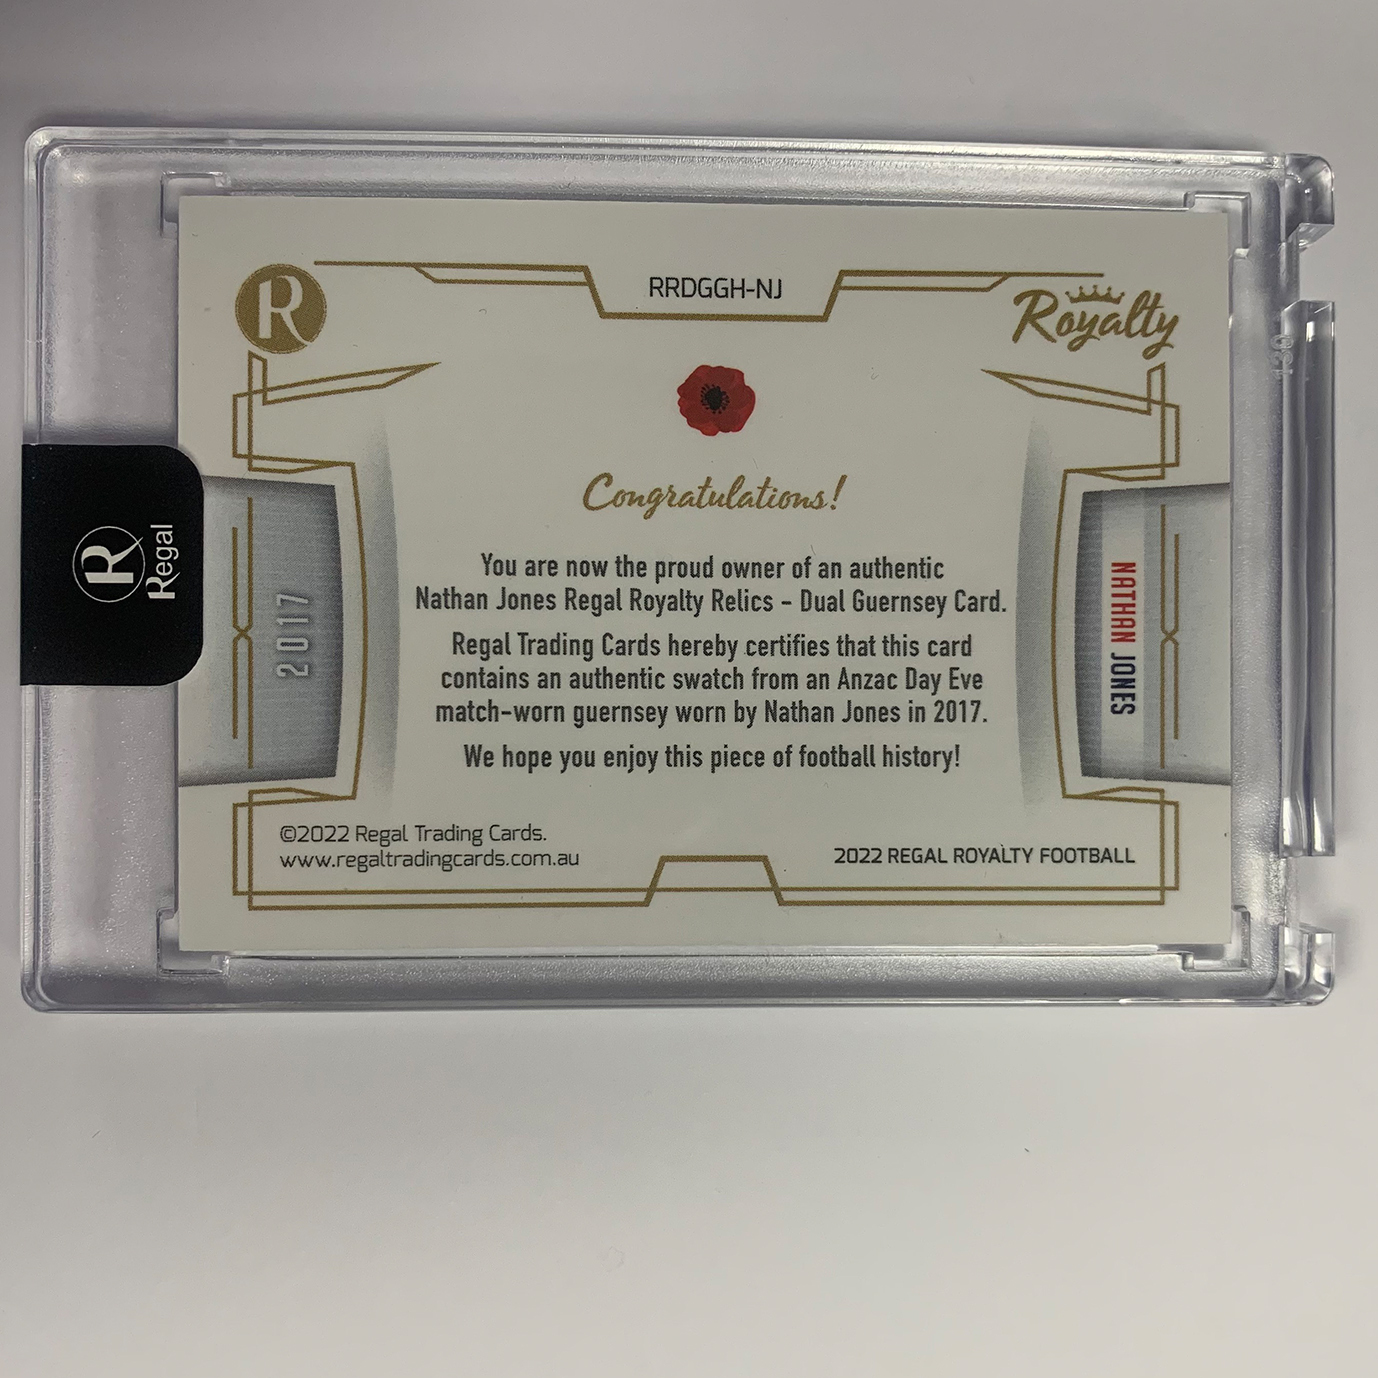 RRDGGH-NJ
R
Royalty
Congratulations!
You are now the proud owner of an authentic
Nathan Jones Regal Royalty Relics - Dual Guernsey Card.
Regal Trading Cards hereby certifies that this card
contains an authentic swatch from an Anzac Day Eve
match-worn guernsey worn by Nathan Jones in 2017.
We hope you enjoy this piece of football history!
2017
NATHAN JONES
R
Regal
©2022 Regal Trading Cards.
www.regaltradingcards.com.au
2022 REGAL ROYALTY FOOTBALL
130